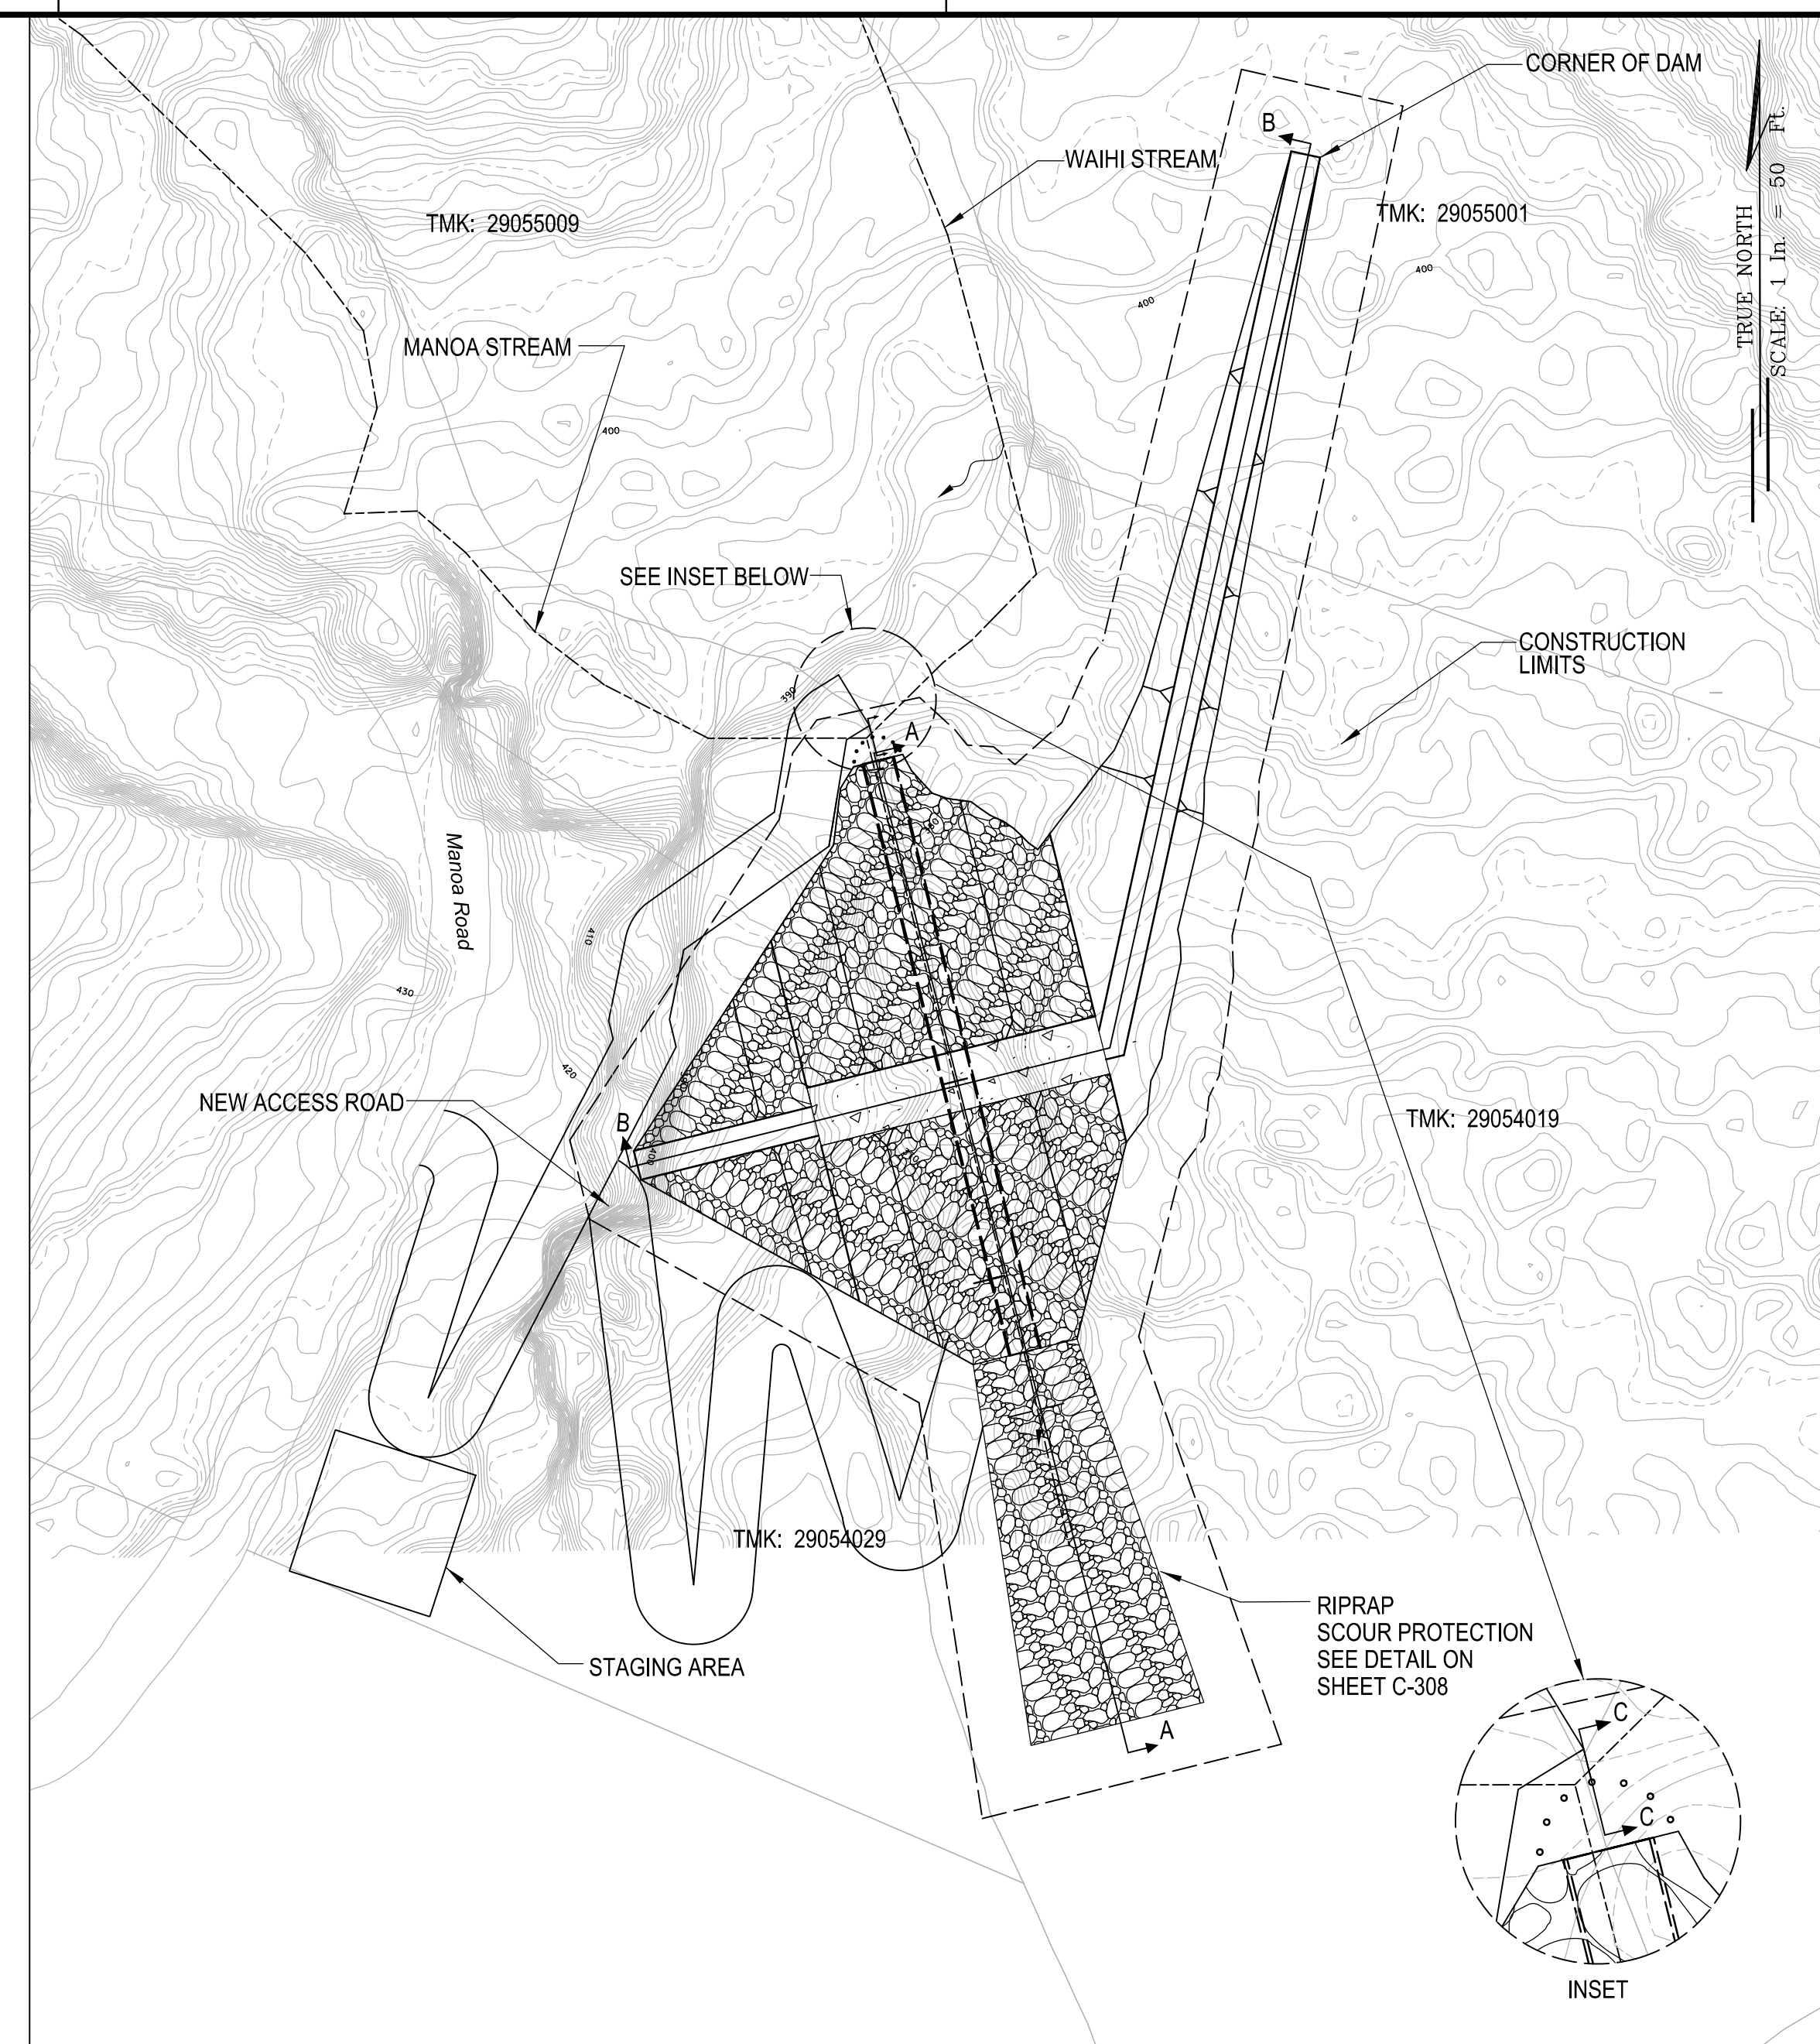 CORNER OF DAM
B
WAIHI STREAM
TMK: 29055009
TMK: 29055001
TRUE NORTH
SCALE: 1 In. = 50 Ft.
400
400
MANOA STREAM
400
SEE INSET BELOW
CONSTRUCTION
LIMITS
390
A
Manoa Road
410
430
420
NEW ACCESS ROAD
B
400
TMK: 29054019
TMK: 29054029
RIPRAP
SCOUR PROTECTION
SEE DETAIL ON
SHEET C-308
STAGING AREA
A
C
C
INSET